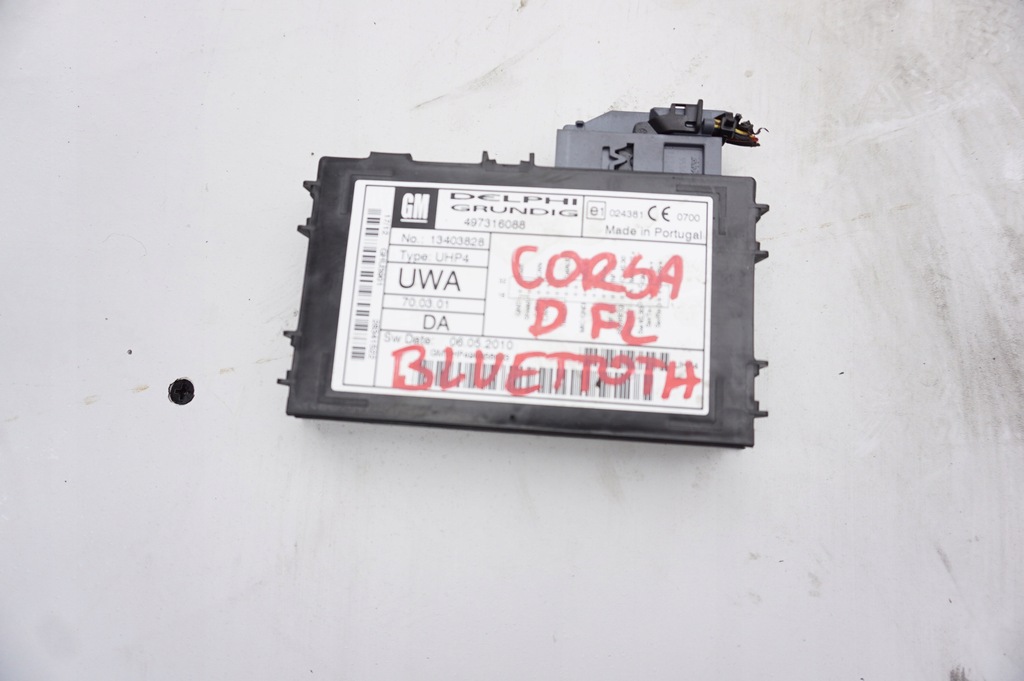 GM
DELPHI
GRUNDIG
497316088
e1 024381 CE 0700
Made in Portugal
No.: 13403828
Type: UHP4
UWA
70.03.01
DA
Sw Date: 06.05.2010
CORSA
D FL
BLUETTOTH